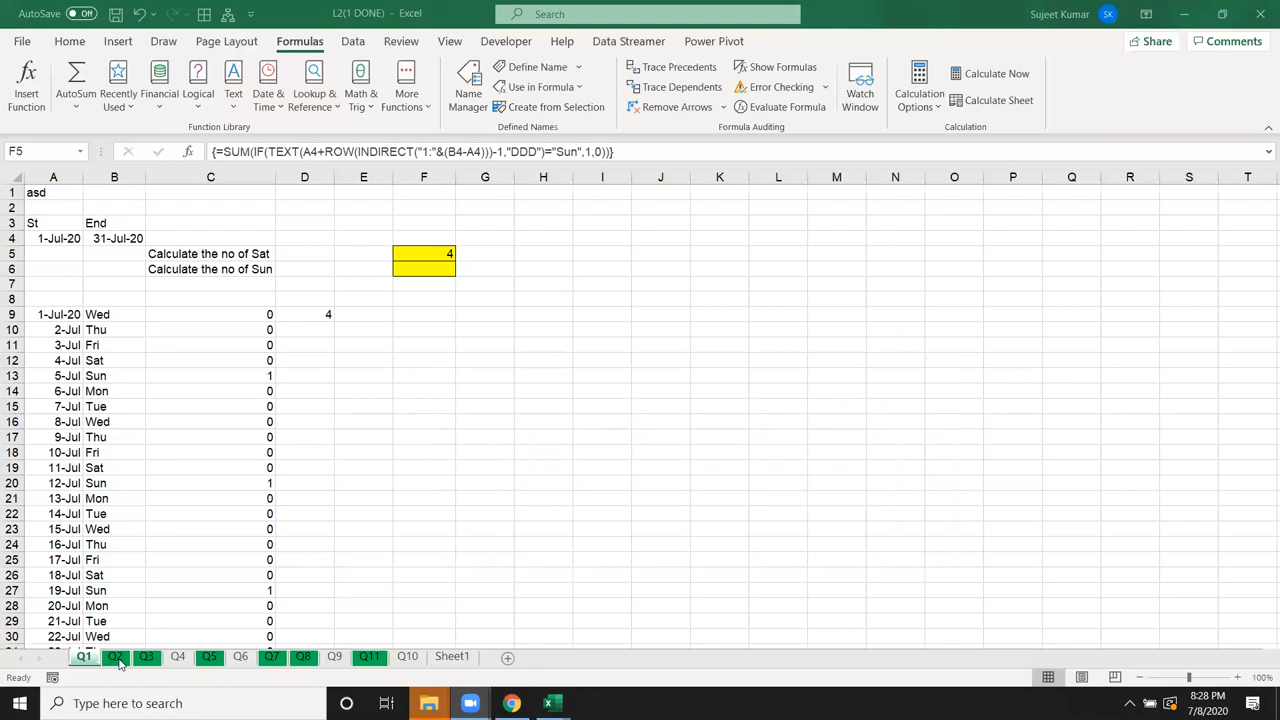 AutoSave Off L2(1 DONE) - Excel Search Sujeet Kumar SK
File Home Insert Draw Page Layout Formulas Data Review View Developer Help Data Streamer Power Pivot Share Comments
Insert Function
AutoSum
Recently Used
Financial
Logical
Text
Date & Time
Lookup & Reference
Math & Trig
More Functions
Function Library
Name Manager
Define Name
Use in Formula
Create from Selection
Defined Names
Trace Precedents
Trace Dependents
Remove Arrows
Show Formulas
Error Checking
Evaluate Formula
Formula Auditing
Watch Window
Calculation Options
Calculate Now
Calculate Sheet
Calculation
F5 fx {=SUM(IF(TEXT(A4+ROW(INDIRECT("1:"&(B4-A4)))-1,"DDD")="Sun",1,0))}
A B C D E F G H I J K L M N O P Q R S T
1 asd
2
3 St End
4 1-Jul-20 31-Jul-20
5 Calculate the no of Sat 4
6 Calculate the no of Sun
7
8
9 1-Jul-20 Wed 0 4
10 2-Jul Thu 0
11 3-Jul Fri 0
12 4-Jul Sat 0
13 5-Jul Sun 1
14 6-Jul Mon 0
15 7-Jul Tue 0
16 8-Jul Wed 0
17 9-Jul Thu 0
18 10-Jul Fri 0
19 11-Jul Sat 0
20 12-Jul Sun 1
21 13-Jul Mon 0
22 14-Jul Tue 0
23 15-Jul Wed 0
24 16-Jul Thu 0
25 17-Jul Fri 0
26 18-Jul Sat 0
27 19-Jul Sun 1
28 20-Jul Mon 0
29 21-Jul Tue 0
30 22-Jul Wed 0
Q1 Q2 Q3 Q4 Q5 Q6 Q7 Q8 Q9 Q11 Q10 Sheet1
Ready 100%
Type here to search 8:28 PM
7/8/2020